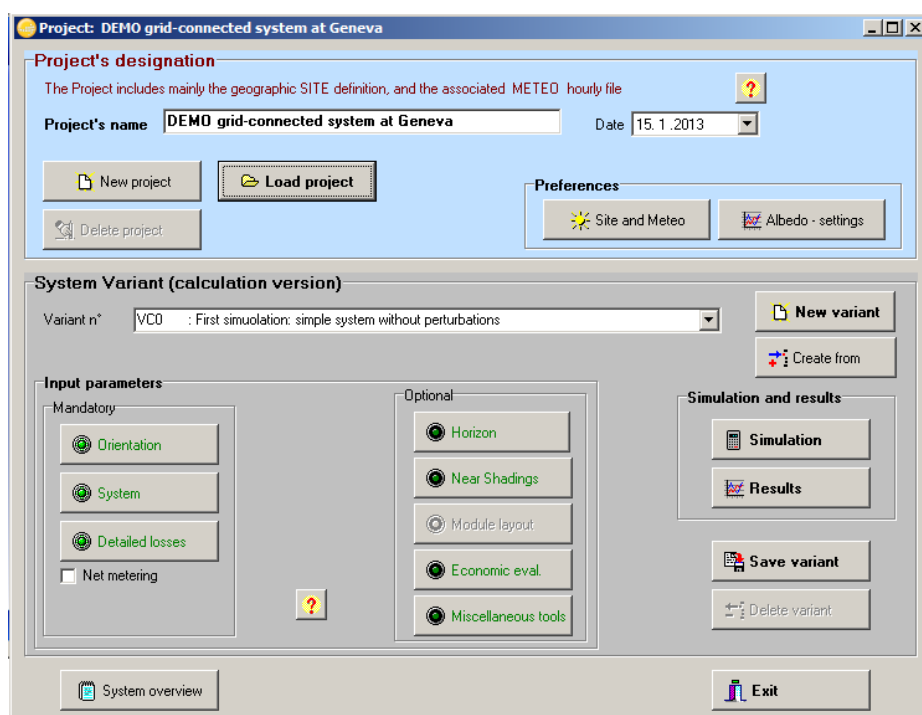 Project: DEMO grid-connected system at Geneva
Project's designation
The Project includes mainly the geographic SITE definition, and the associated METEO hourly file
?
Project's name DEMO grid-connected system at Geneva Date 15. 1 .2013
New project Load project
Preferences
Site and Meteo Albedo - settings
Delete project
System Variant (calculation version)
Variant n° VC0 : First simuolation: simple system without perturbations
New variant
Create from
Input parameters
Mandatory
Orientation
System
Detailed losses
Net metering
?
Optional
Horizon
Near Shadings
Module layout
Economic eval.
Miscellaneous tools
Simulation and results
Simulation
Results
Save variant
Delete variant
System overview Exit